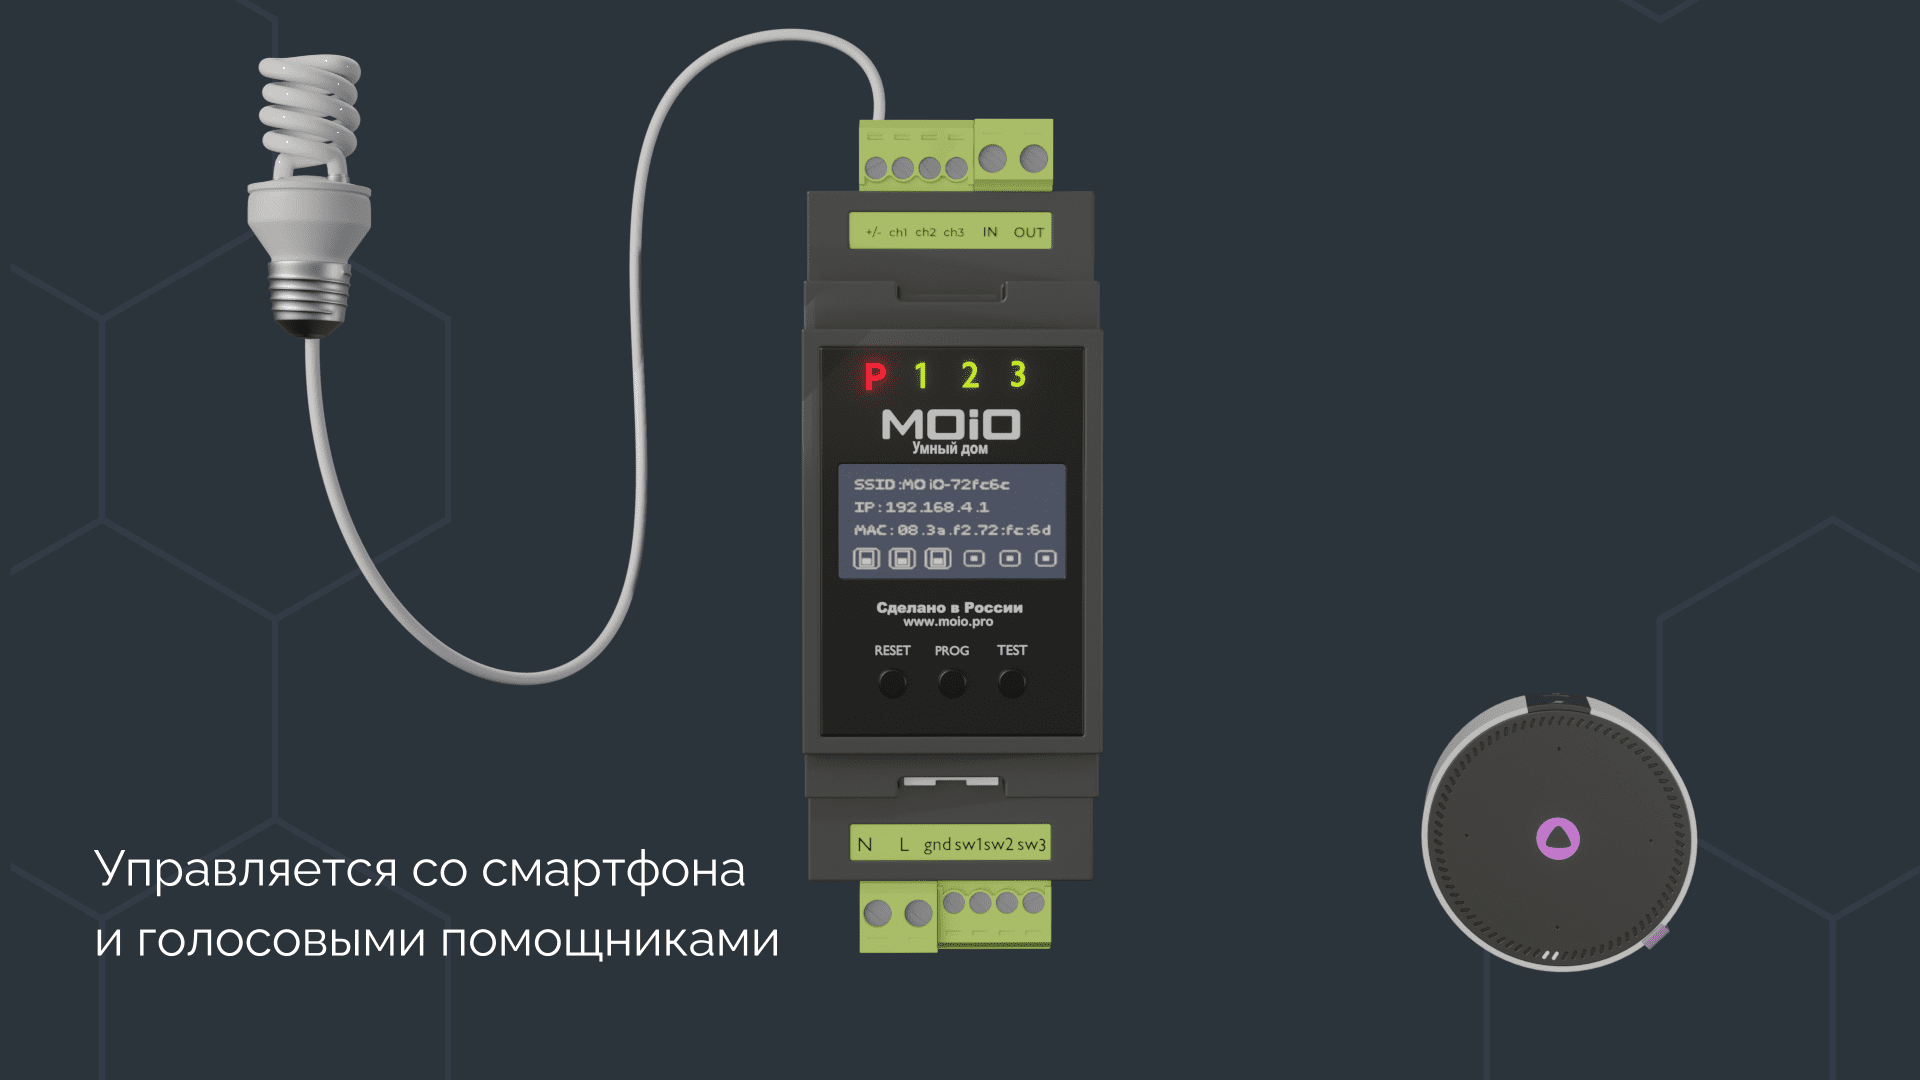 +/- ch1 ch2 ch3 IN OUT
P 1 2 3
MOiO
Умный дом
SSID:MOiO-72fc6c
IP:192.168.4.1
MAC:08.3a.f2.72:fc:6d
Сделано в России
www.moio.pro
RESET PROG TEST
N L gnd sw1 sw2 sw3
Управляется со смартфона
и голосовыми помощниками